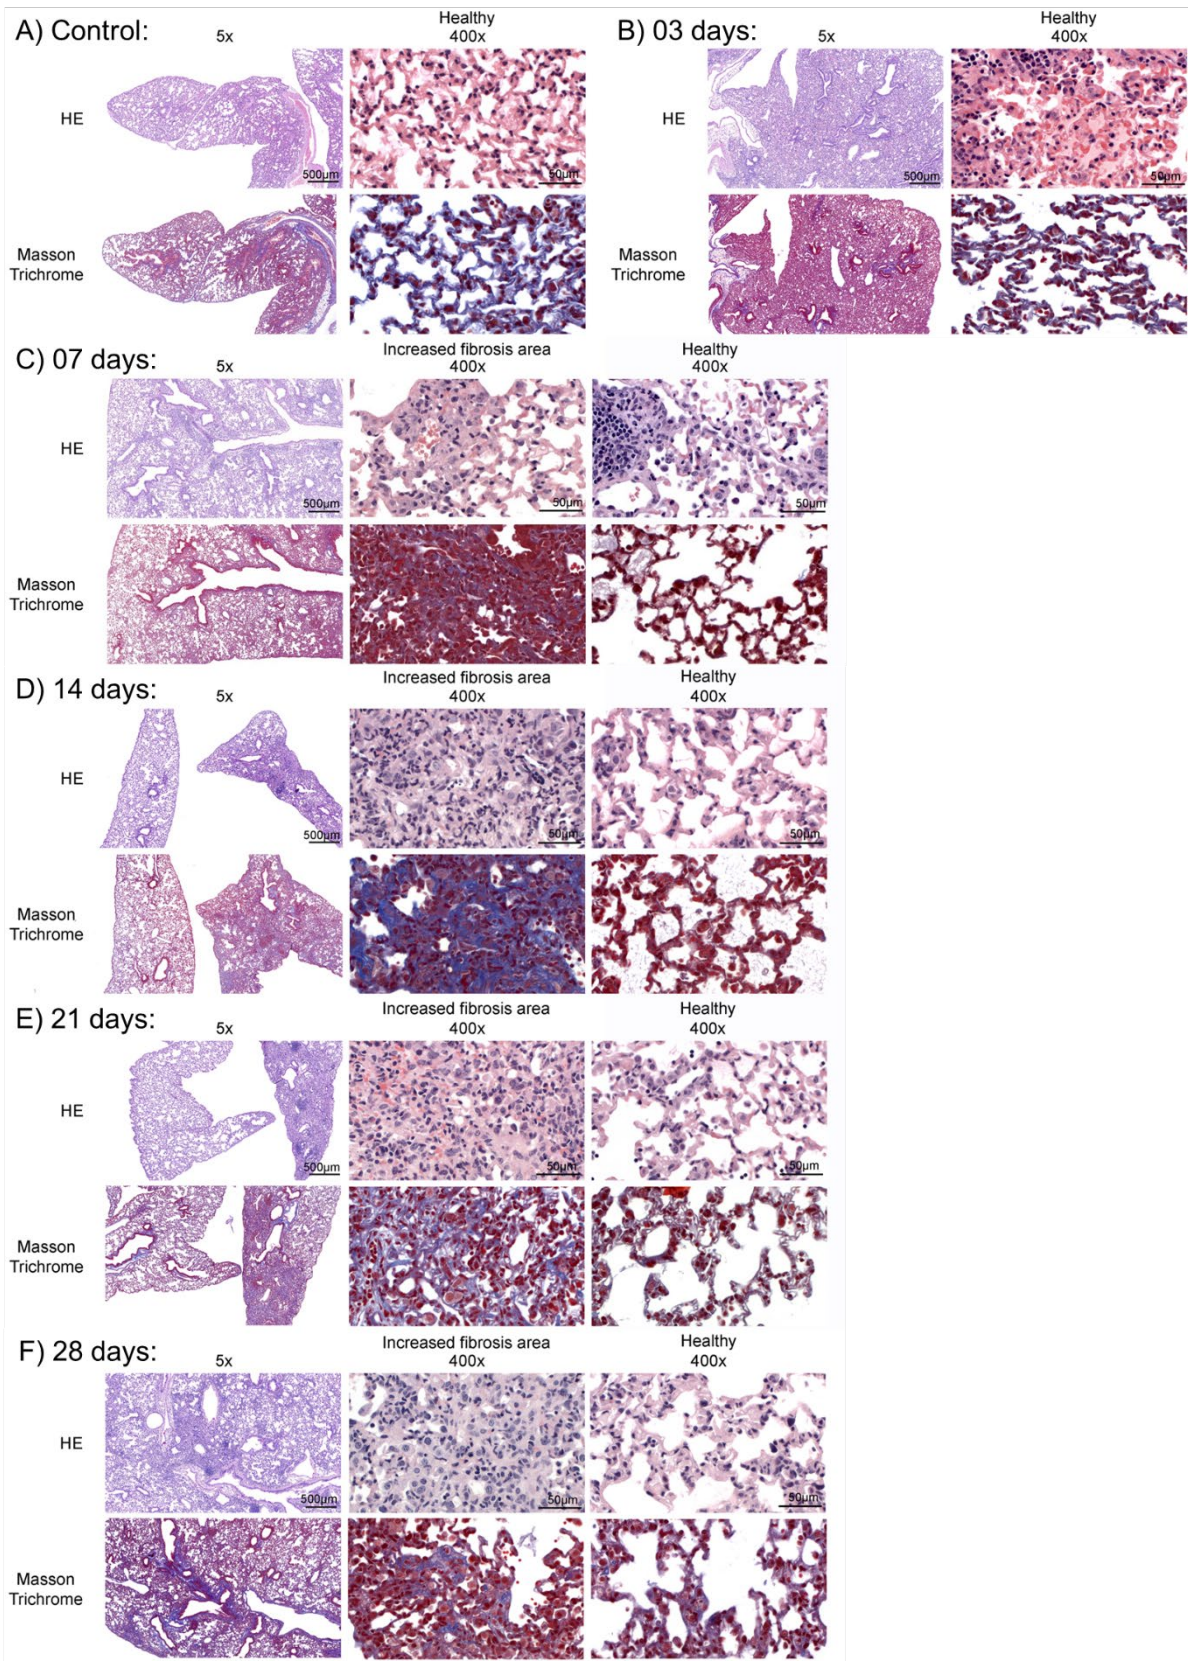 A) Control:
5x
Healthy
400x
HE
500µm
50µm
Masson
Trichrome
B) 03 days:
5x
Healthy
400x
HE
500µm
50µm
Masson
Trichrome
C) 07 days:
5x
Increased fibrosis area
400x
Healthy
400x
HE
500µm
50µm
50µm
Masson
Trichrome
D) 14 days:
5x
Increased fibrosis area
400x
Healthy
400x
HE
500µm
50µm
50µm
Masson
Trichrome
E) 21 days:
5x
Increased fibrosis area
400x
Healthy
400x
HE
500µm
50µm
50µm
Masson
Trichrome
F) 28 days:
5x
Increased fibrosis area
400x
Healthy
400x
HE
500µm
50µm
50µm
Masson
Trichrome